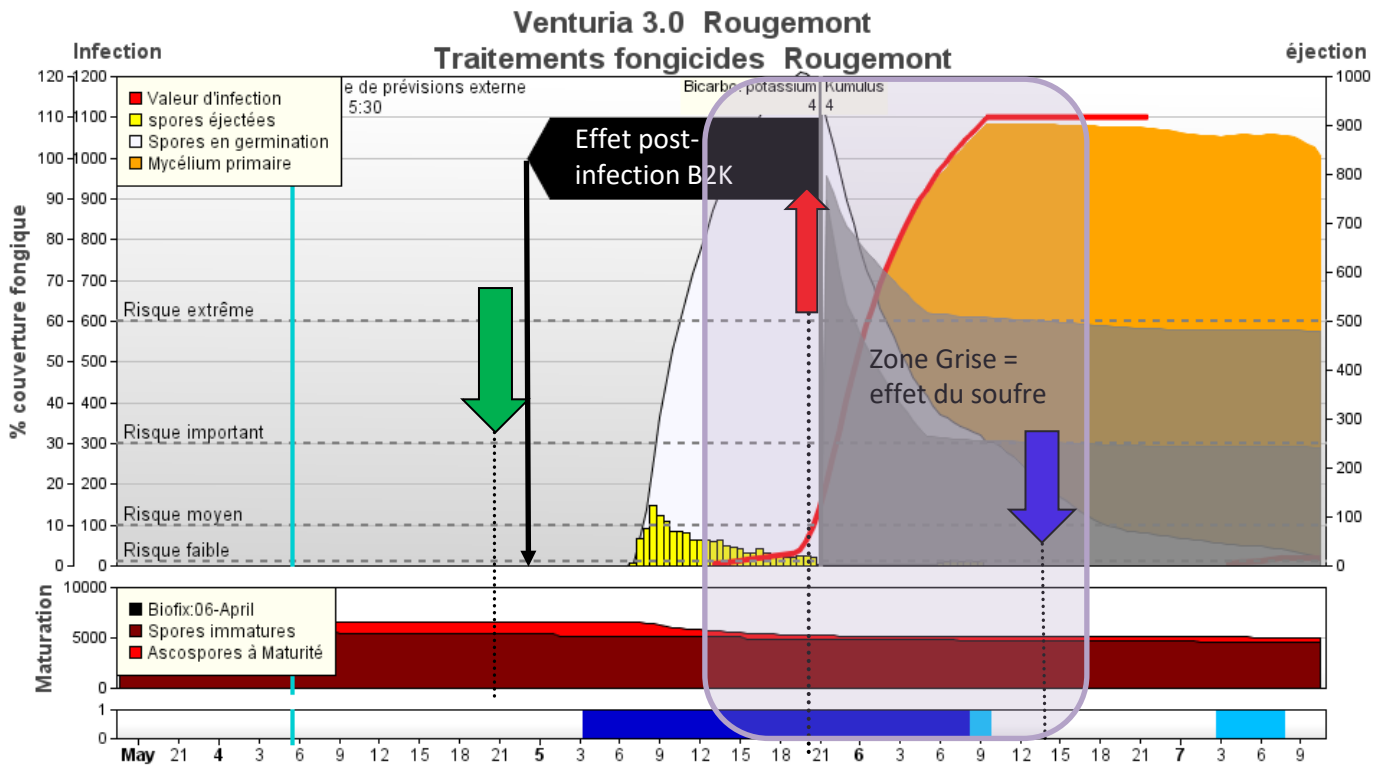 Venturia 3.0 Rougemont
Traitements fongicides Rougemont
Infection
éjection
120 1200
110 1100
100 1000
90 900
80 800
70 700
60 600
50 500
40 400
30 300
20 200
10 100
0 0
% couverture fongique
Valeur d'infection
spores éjectées
Spores en germination
Mycélium primaire
e de prévisions externe
5:30
Bicarbo. potassium Kumulus
4 4
Effet post-
infection B2K
Risque extrême
Risque important
Risque moyen
Risque faible
Zone Grise =
effet du soufre
1000
900
800
700
600
500
400
300
200
100
0
Maturation
10000
5000
0
Biofix:06-April
Spores immatures
Ascospores à Maturité
1
0
May 21 4 3 6 9 12 15 18 21 5 3 6 9 12 15 18 21 6 3 6 9 12 15 18 21 7 3 6 9